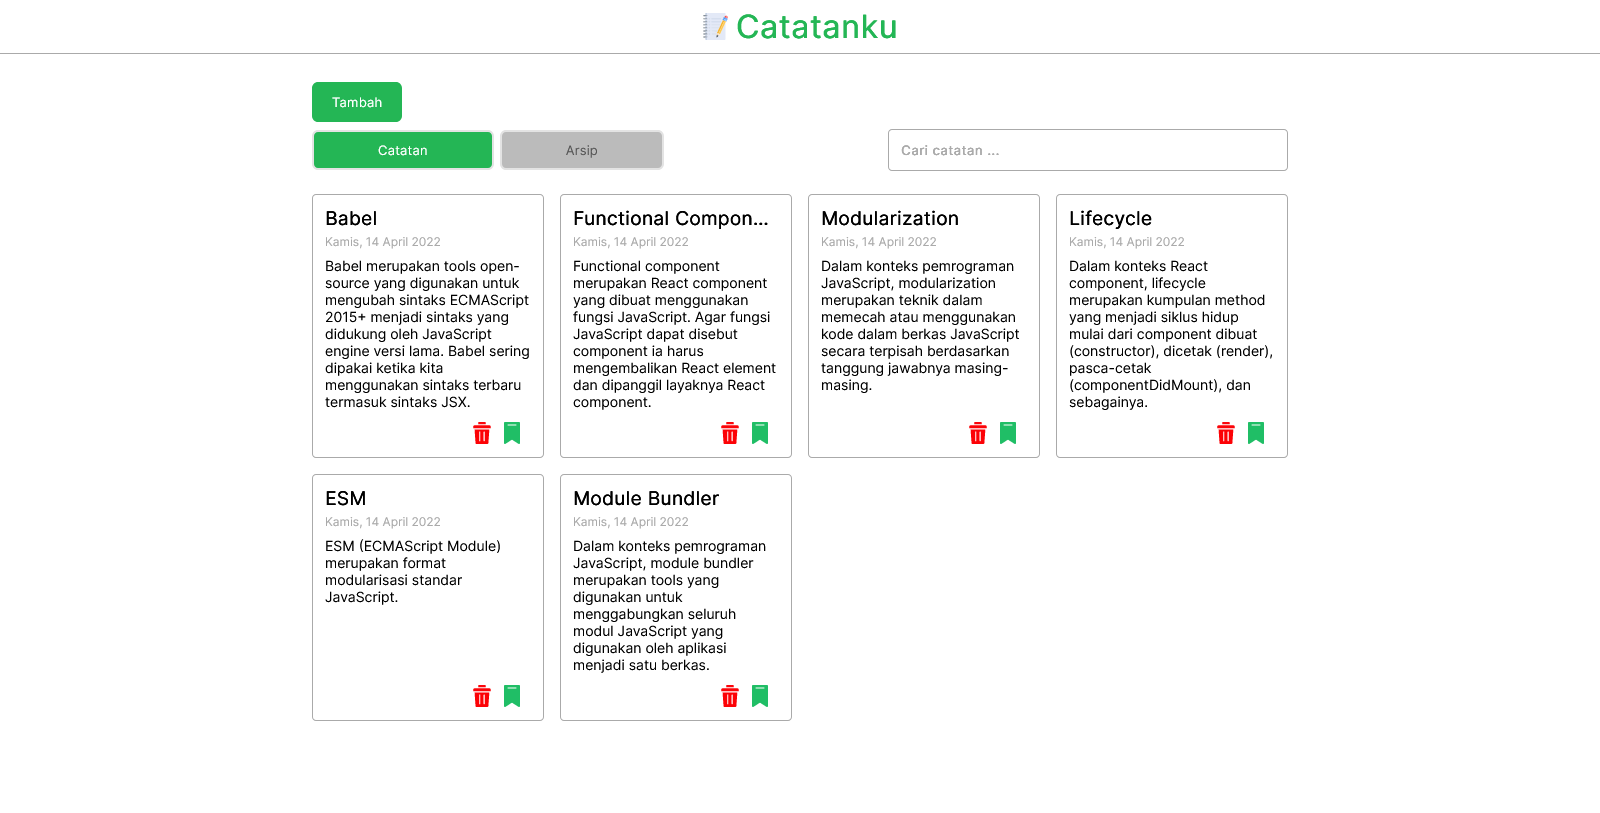 Catatanku
Tambah
Catatan
Arsip
Cari catatan ...
Babel
Kamis, 14 April 2022
Babel merupakan tools open-
source yang digunakan untuk
mengubah sintaks ECMAScript
2015+ menjadi sintaks yang
didukung oleh JavaScript
engine versi lama. Babel sering
dipakai ketika kita
menggunakan sintaks terbaru
termasuk sintaks JSX.
Functional Compon...
Kamis, 14 April 2022
Functional component
merupakan React component
yang dibuat menggunakan
fungsi JavaScript. Agar fungsi
JavaScript dapat disebut
component ia harus
mengembalikan React element
dan dipanggil layaknya React
component.
Modularization
Kamis, 14 April 2022
Dalam konteks pemrograman
JavaScript, modularization
merupakan teknik dalam
memecah atau menggunakan
kode dalam berkas JavaScript
secara terpisah berdasarkan
tanggung jawabnya masing-
masing.
Lifecycle
Kamis, 14 April 2022
Dalam konteks React
component, lifecycle
merupakan kumpulan method
yang menjadi siklus hidup
mulai dari component dibuat
(constructor), dicetak (render),
pasca-cetak
(componentDidMount), dan
sebagainya.
ESM
Kamis, 14 April 2022
ESM (ECMAScript Module)
merupakan format
modularisasi standar
JavaScript.
Module Bundler
Kamis, 14 April 2022
Dalam konteks pemrograman
JavaScript, module bundler
merupakan tools yang
digunakan untuk
menggabungkan seluruh
modul JavaScript yang
digunakan oleh aplikasi
menjadi satu berkas.